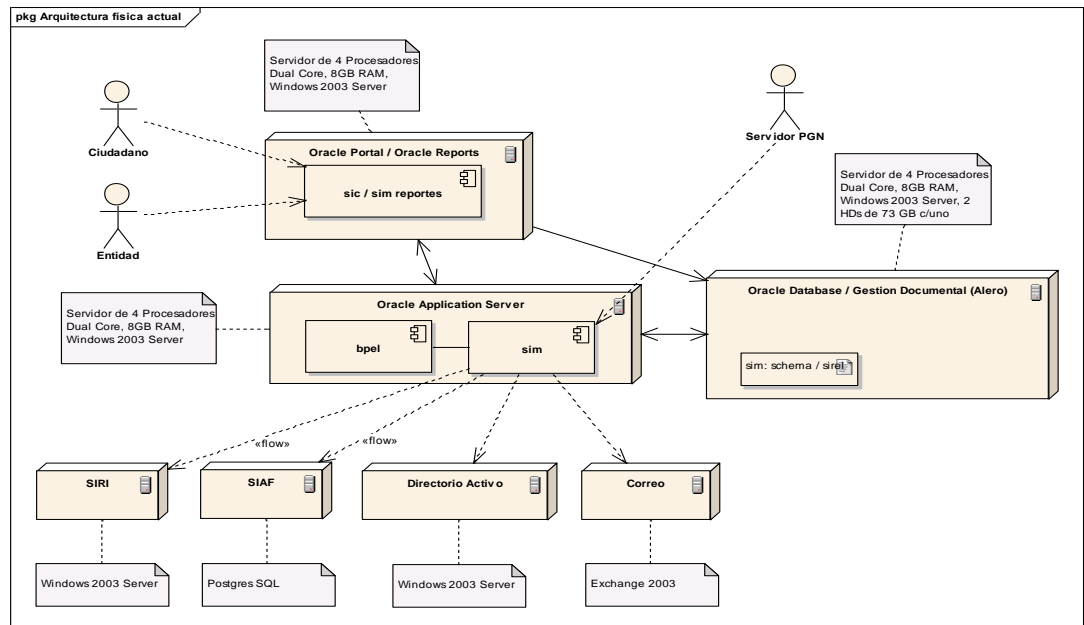 pkg Arquitectura física actual
Servidor de 4 Procesadores
Dual Core, 8GB RAM,
Windows 2003 Server
Ciudadano
Servidor PGN
Oracle Portal / Oracle Reports
sic / sim reportes
Servidor de 4 Procesadores
Dual Core, 8GB RAM,
Windows 2003 Server, 2
HDs de 73 GB c/uno
Entidad
Servidor de 4 Procesadores
Dual Core, 8GB RAM,
Windows 2003 Server
Oracle Application Server
bpel
sim
Oracle Database / Gestion Documental (Alero)
sim: schema / sirel
«flow»
«flow»
SIRI
SIAF
Directorio Activo
Correo
Windows 2003 Server
Postgres SQL
Windows 2003 Server
Exchange 2003